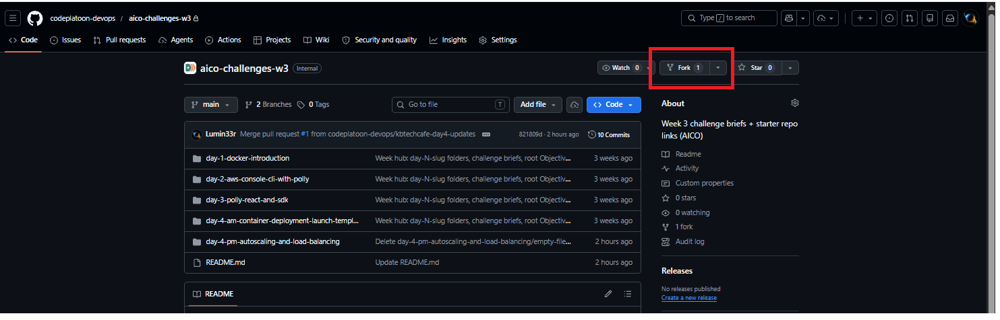 codeplatoon-devops / aico-challenges-w3
Type / to search
Code Issues Pull requests Agents Actions Projects Wiki Security and quality Insights Settings
aico-challenges-w3 Internal
Watch 0 Fork 1 Star 0
main 2 Branches 0 Tags Go to file T Add file Code
Lumin33r Merge pull request #1 from codeplatoon-devops/kbtechcafe-day4-updates 821809d · 2 hours ago 10 Commits
day-1-docker-introduction Week hub: day-N-slug folders, challenge briefs, root Objectiv... 3 weeks ago
day-2-aws-console-cli-with-polly Week hub: day-N-slug folders, challenge briefs, root Objectiv... 3 weeks ago
day-3-polly-react-and-sdk Week hub: day-N-slug folders, challenge briefs, root Objectiv... 3 weeks ago
day-4-am-container-deployment-launch-templ... Week hub: day-N-slug folders, challenge briefs, root Objectiv... 3 weeks ago
day-4-pm-autoscaling-and-load-balancing Delete day-4-pm-autoscaling-and-load-balancing/empty-file... 2 hours ago
README.md Update README.md 2 hours ago
README
About
Week 3 challenge briefs + starter repo
links (AICO)
Readme
Activity
Custom properties
0 stars
0 watching
1 fork
Audit log
Releases
No releases published
Create a new release